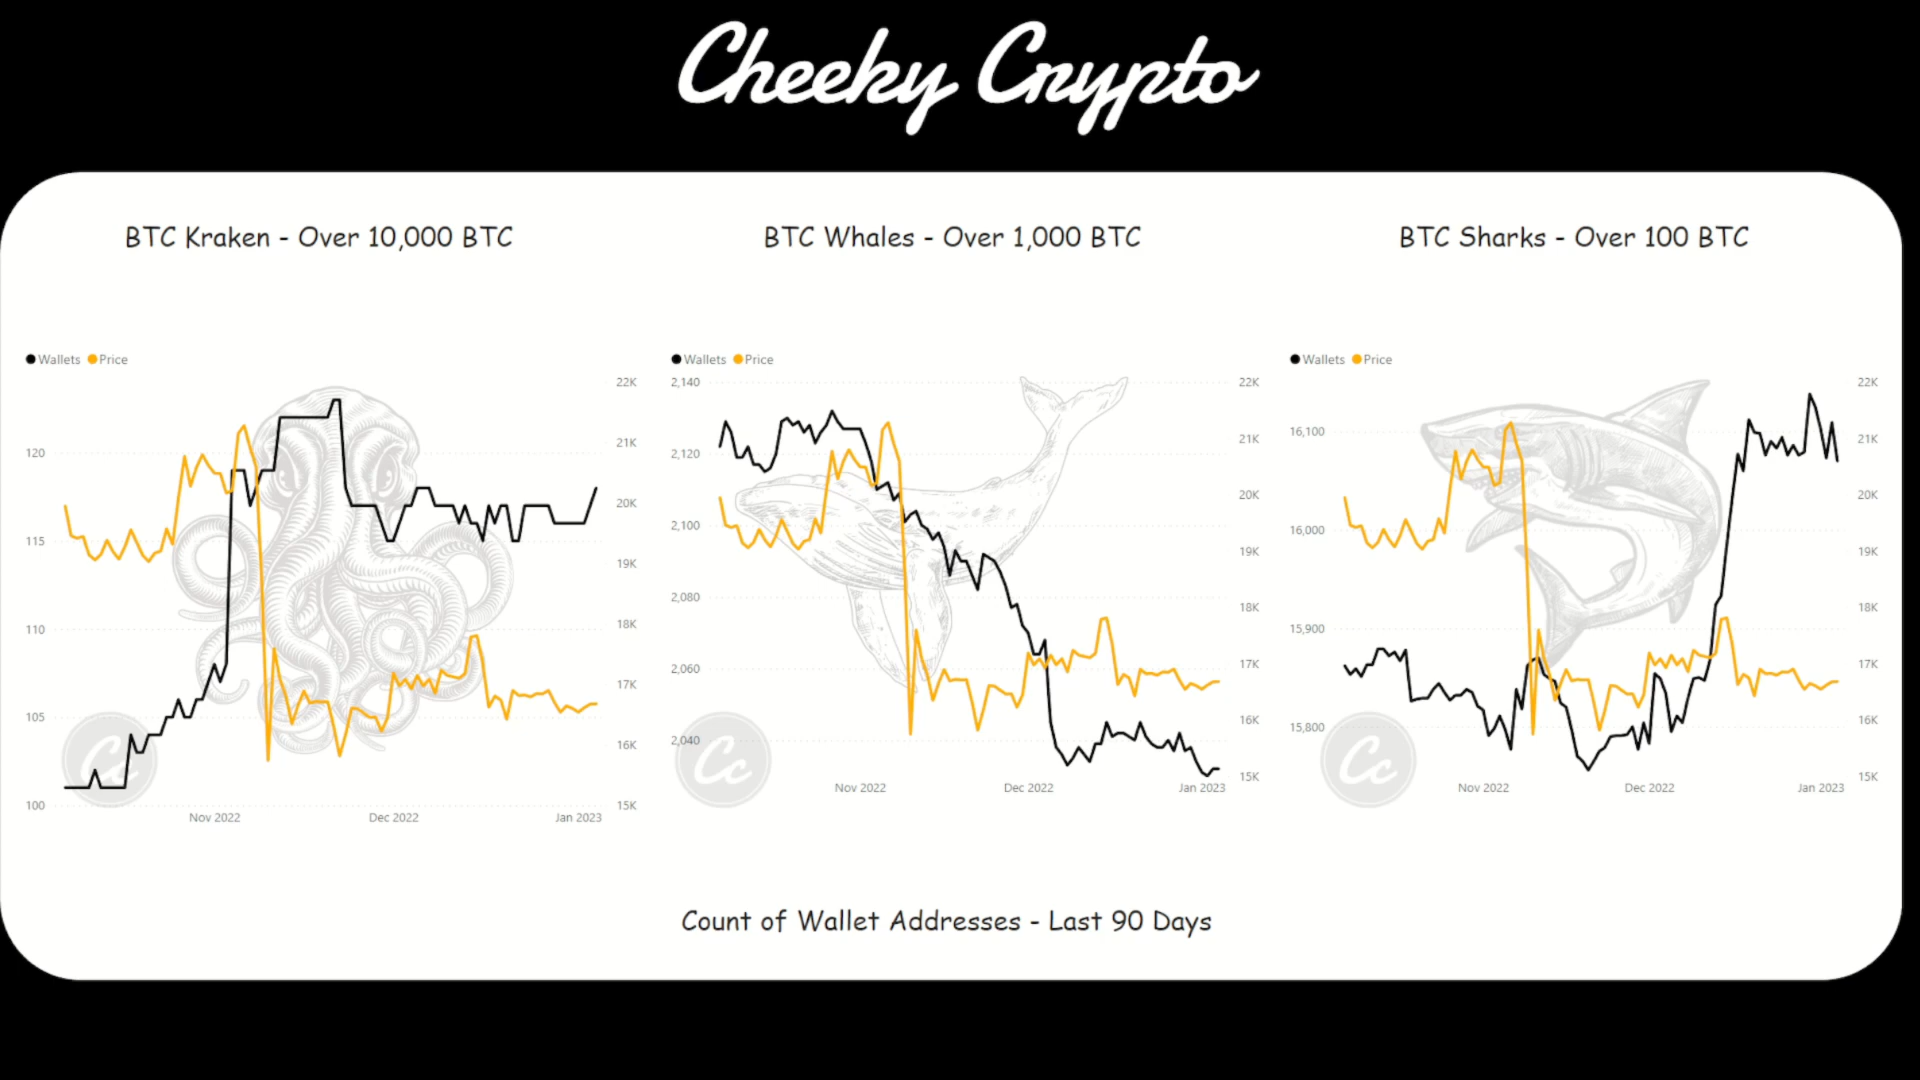 Cheeky Crypto
BTC Kraken - Over 10,000 BTC
Wallets Price
22K
21K
20K
19K
18K
17K
16K
15K
120
115
110
105
100
Nov 2022 Dec 2022 Jan 2023
Cc
BTC Whales - Over 1,000 BTC
Wallets Price
2,140
2,120
2,100
2,080
2,060
2,040
22K
21K
20K
19K
18K
17K
16K
15K
Nov 2022 Dec 2022 Jan 2023
Cc
BTC Sharks - Over 100 BTC
Wallets Price
16,100
16,000
15,900
15,800
22K
21K
20K
19K
18K
17K
16K
15K
Nov 2022 Dec 2022 Jan 2023
Cc
Count of Wallet Addresses - Last 90 Days